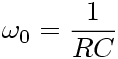 ω₀ = 1/RC